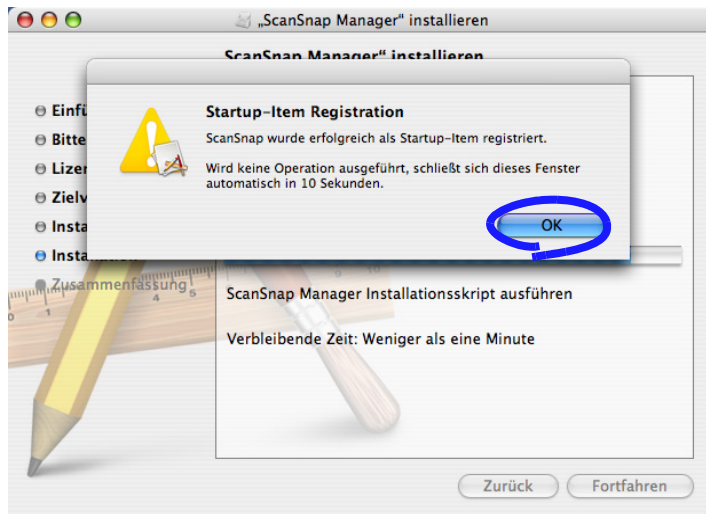 „ScanSnap Manager" installieren
„ScanSnap Manager" installieren
Startup-Item Registration
ScanSnap wurde erfolgreich als Startup-Item registriert.
Wird keine Operation ausgeführt, schließt sich dieses Fenster
automatisch in 10 Sekunden.
OK
Bitte
Installation
Zusammenfassung
ScanSnap Manager Installationsskript ausführen
Verbleibende Zeit: Weniger als eine Minute
Zurück
Fortfahren